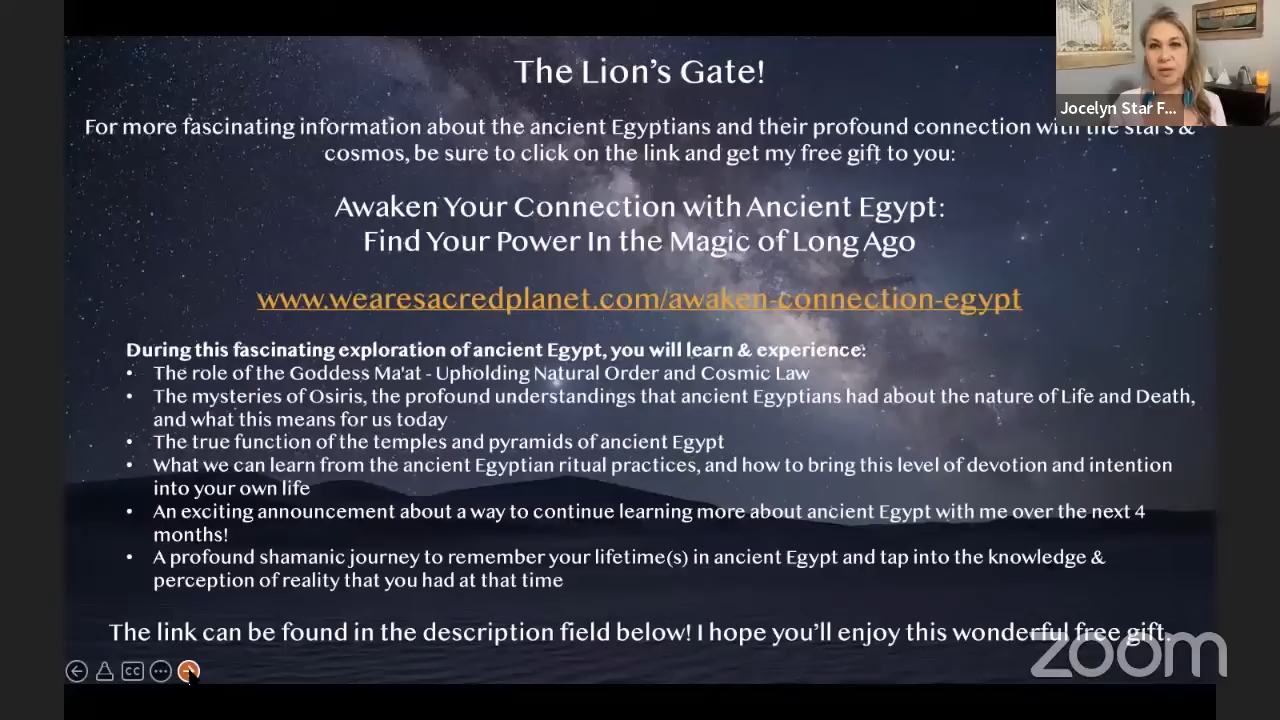 The Lion's Gate!
Jocelyn Star F...
For more fascinating information about the ancient Egyptians and their profound connection with the stars &
cosmos, be sure to click on the link and get my free gift to you:
Awaken Your Connection with Ancient Egypt:
Find Your Power In the Magic of Long Ago
www.wearesacredplanet.com/awaken-connection-egypt
During this fascinating exploration of ancient Egypt, you will learn & experience:
• The role of the Goddess Ma'at - Upholding Natural Order and Cosmic Law
• The mysteries of Osiris, the profound understandings that ancient Egyptians had about the nature of Life and Death,
and what this means for us today
• The true function of the temples and pyramids of ancient Egypt
• What we can learn from the ancient Egyptian ritual practices, and how to bring this level of devotion and intention
into your own life
• An exciting announcement about a way to continue learning more about ancient Egypt with me over the next 4
months!
• A profound shamanic journey to remember your lifetime(s) in ancient Egypt and tap into the knowledge &
perception of reality that you had at that time
The link can be found in the description field below! I hope you'll enjoy this wonderful free gift.
zoom
CC